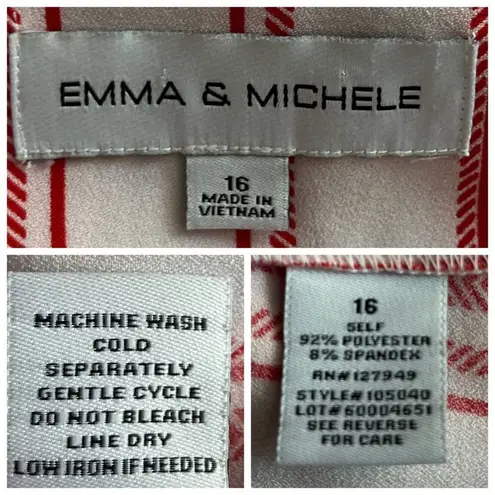 EMMA & MICHELE
16
MADE IN
VIETNAM
MACHINE WASH
COLD
SEPARATELY
GENTLE CYCLE
DO NOT BLEACH
LINE DRY
LOW IRON IF NEEDED
16
SELF
92% POLYESTER
8% SPANDEX
RN# 127949
STYLE# 105040
LOT# 60004651
SEE REVERSE
FOR CARE